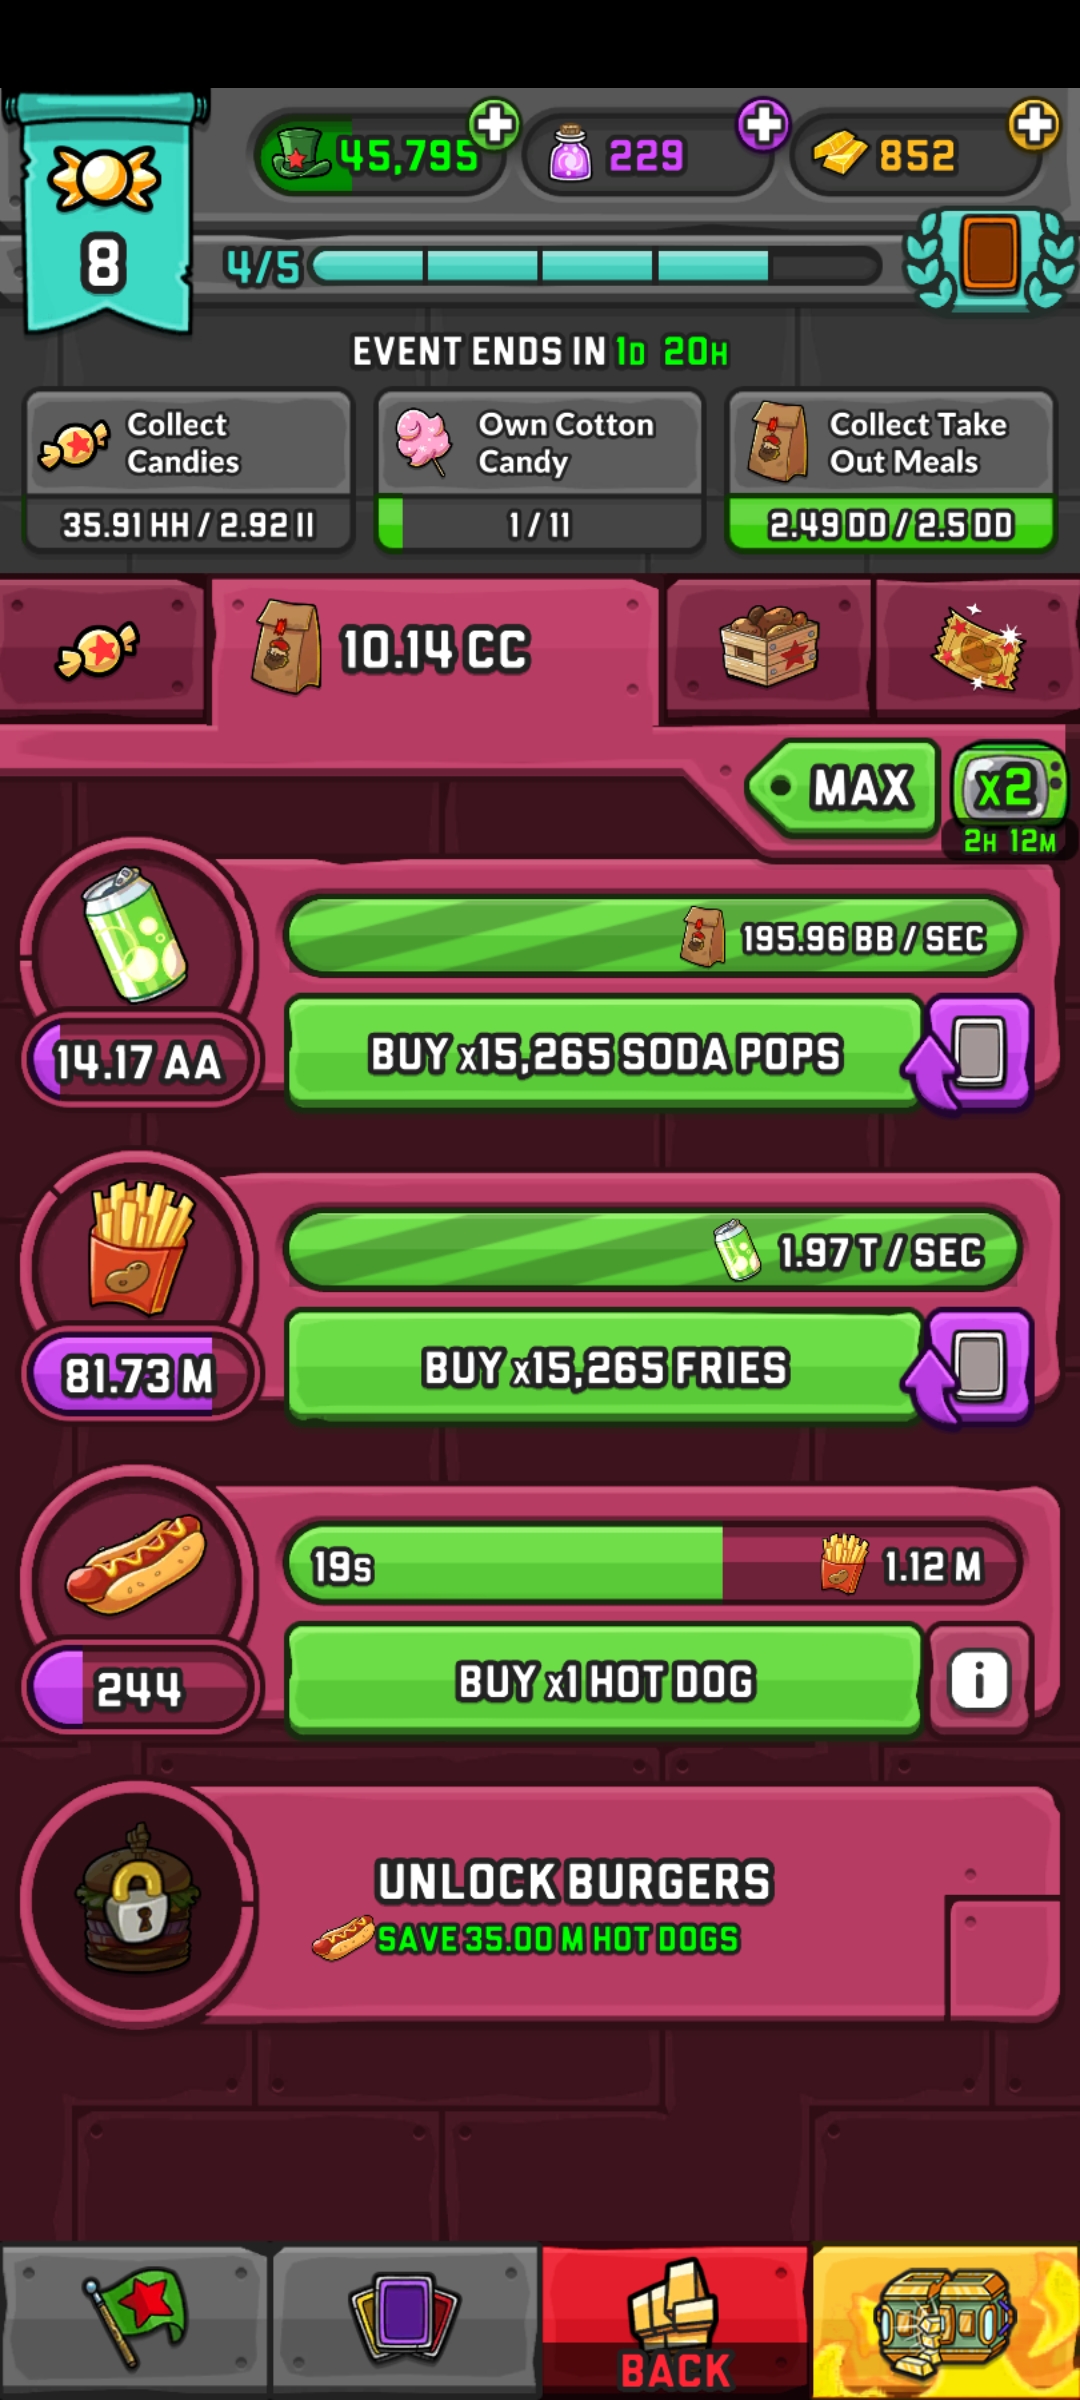 45,795
229
852
8
4/5
EVENT ENDS IN 1D 20H
Collect
Candies
35.91 HH / 2.92 II
Own Cotton
Candy
1 / 11
Collect Take
Out Meals
2.49 DD / 2.5 DD
10.14 CC
MAX
x2
2H 12M
195.96 BB / SEC
14.17 AA
BUY x15,265 SODA POPS
1.97 T / SEC
81.73 M
BUY x15,265 FRIES
19s
1.12 M
244
BUY x1 HOT DOG
i
UNLOCK BURGERS
SAVE 35.00 M HOT DOGS
BACK